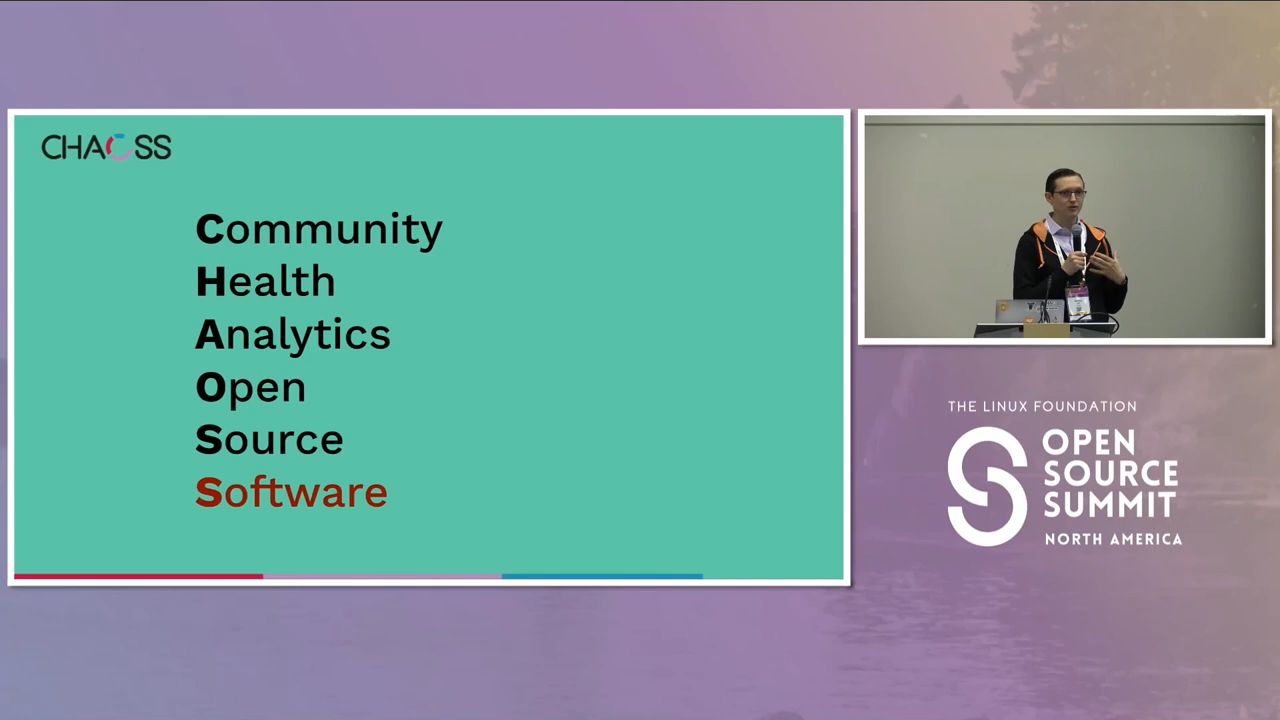 CHAOSS
Community
Health
Analytics
Open
Source
Software
THE LINUX FOUNDATION
OPEN
SOURCE
SUMMIT
NORTH AMERICA